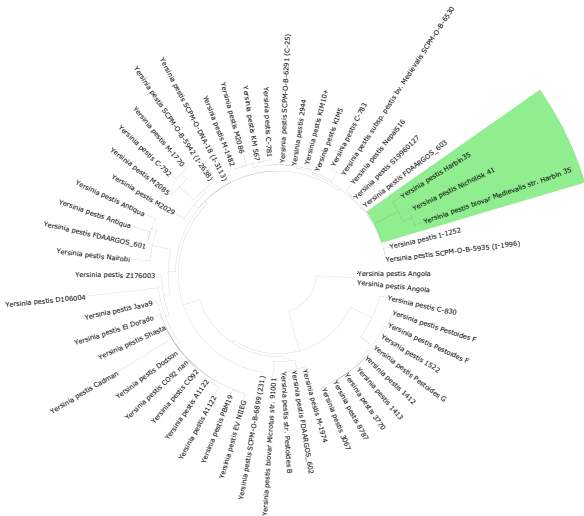 Yersinia pestis SCPM-O-B-6291 (C-25)
Yersinia pestis 2944
Yersinia pestis KIM10+
Yersinia pestis KIM5
Yersinia pestis C-783
Yersinia pestis subsp. pestis bv. Medievalis SCPM-O-B-6530
Yersinia pestis Nepal516
Yersinia pestis S19960127
Yersinia pestis FDAARGOS_603
Yersinia pestis Harbin35
Yersinia pestis Nicholisk 41
Yersinia pestis biovar Medievalis str. Harbin 35
Yersinia pestis I-1252
Yersinia pestis SCPM-O-B-5935 (I-1996)
Yersinia pestis Angola
Yersinia pestis Angola
Yersinia pestis C-830
Yersinia pestis Pestoides F
Yersinia pestis Pestoides F
Yersinia pestis 1522
Yersinia pestis Pestoides G
Yersinia pestis 1412
Yersinia pestis 1413
Yersinia pestis 3770
Yersinia pestis 8787
Yersinia pestis 3067
Yersinia pestis M-1974
Yersinia pestis FDAARGOS_602
Yersinia pestis str. Pestoides B
Yersinia pestis biovar Microtus str. 91001
Yersinia pestis SCPM-O-B-6899 (231)
Yersinia pestis EV NIIEG
Yersinia pestis PBM19
Yersinia pestis A1122
Yersinia pestis A1122
Yersinia pestis CO92
Yersinia pestis CO92_nan
Yersinia pestis Dodson
Yersinia pestis Cadman
Yersinia pestis Shasta
Yersinia pestis El Dorado
Yersinia pestis Java9
Yersinia pestis D106004
Yersinia pestis Z176003
Yersinia pestis Nairobi
Yersinia pestis FDAARGOS_601
Yersinia pestis Antiqua
Yersinia pestis Antiqua
Yersinia pestis M2029
Yersinia pestis M2085
Yersinia pestis C-792
Yersinia pestis M-1770
Yersinia pestis SCPM-O-B-5942 (I-2638)
Yersinia pestis SCPM-O-DNA-18 (I-3113)
Yersinia pestis M-1482
Yersinia pestis M2086
Yersinia pestis KM 567
Yersinia pestis C-781